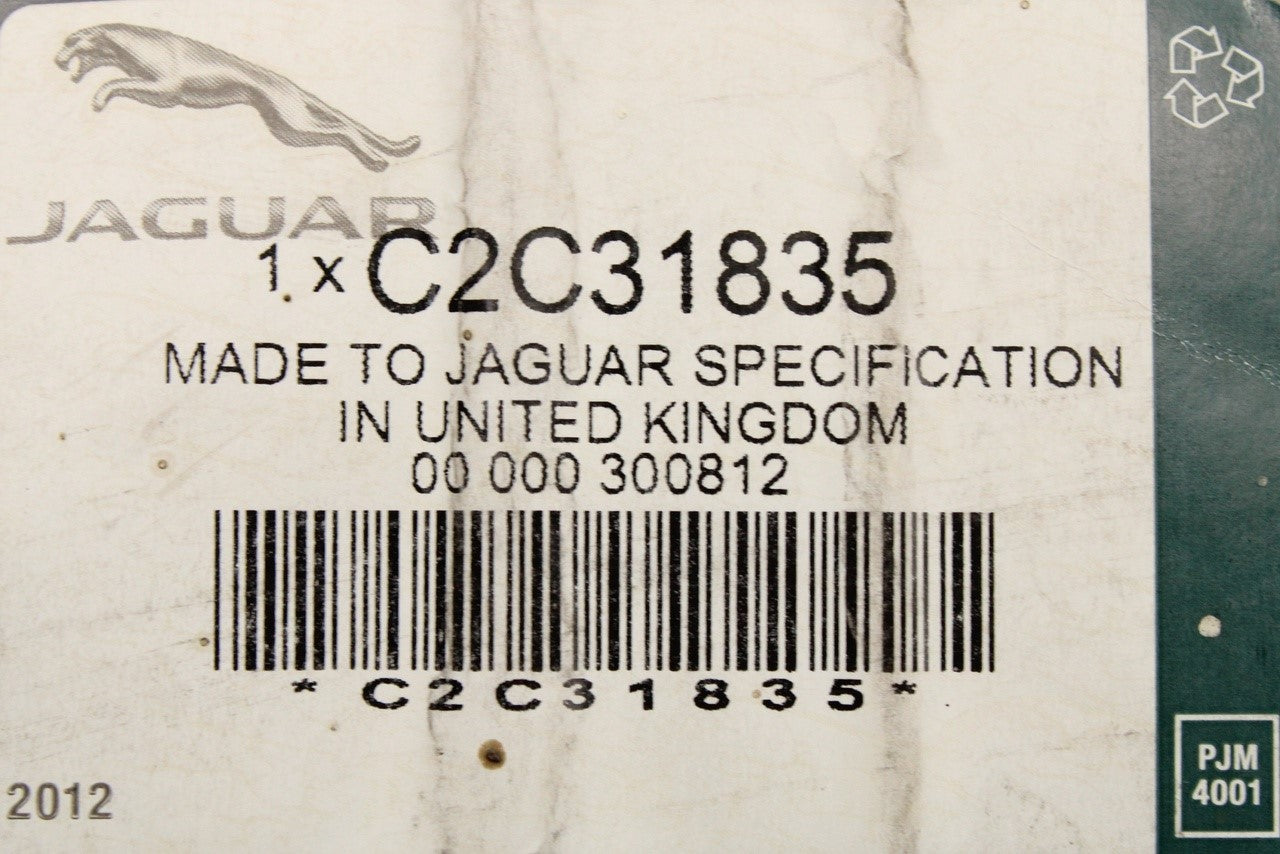 JAGUAR
1 x C2C31835
MADE TO JAGUAR SPECIFICATION
IN UNITED KINGDOM
00 000 300812
*C2C31835*
2012
PJM
4001